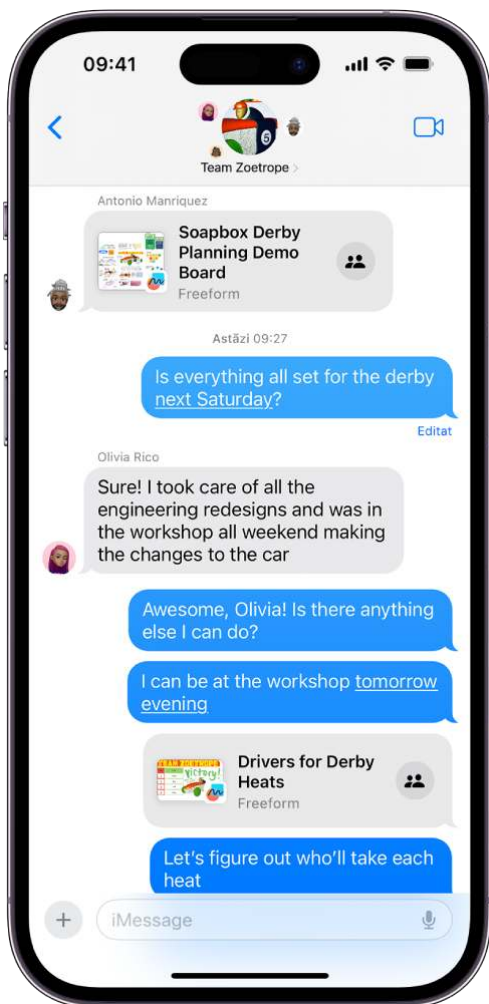 09:41
Team Zoetrope
Antonio Manriquez
Soapbox Derby
Planning Demo
Board
Freeform
Astăzi 09:27
Is everything all set for the derby
next Saturday?
Editat
Olivia Rico
Sure! I took care of all the
engineering redesigns and was in
the workshop all weekend making
the changes to the car
Awesome, Olivia! Is there anything
else I can do?
I can be at the workshop tomorrow
evening
TEAM ZOETROPE
Victory!
Drivers for Derby
Heats
Freeform
Let’s figure out who’ll take each
heat
iMessage